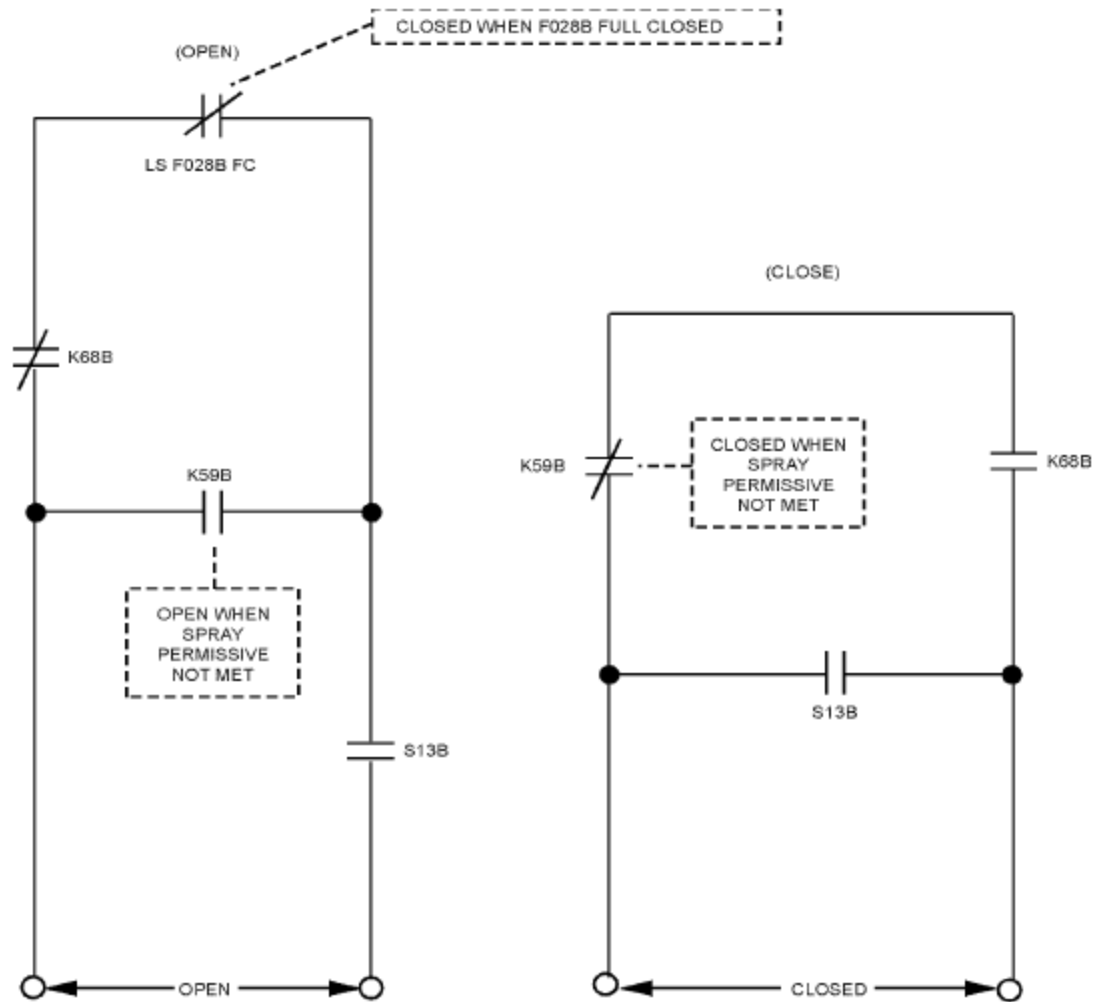 CLOSED WHEN F028B FULL CLOSED
(OPEN)
LS F028B FC
K68B
K59B
OPEN WHEN
SPRAY
PERMISSIVE
NOT MET
S13B
OPEN
(CLOSE)
K59B
CLOSED WHEN
SPRAY
PERMISSIVE
NOT MET
K68B
S13B
CLOSED